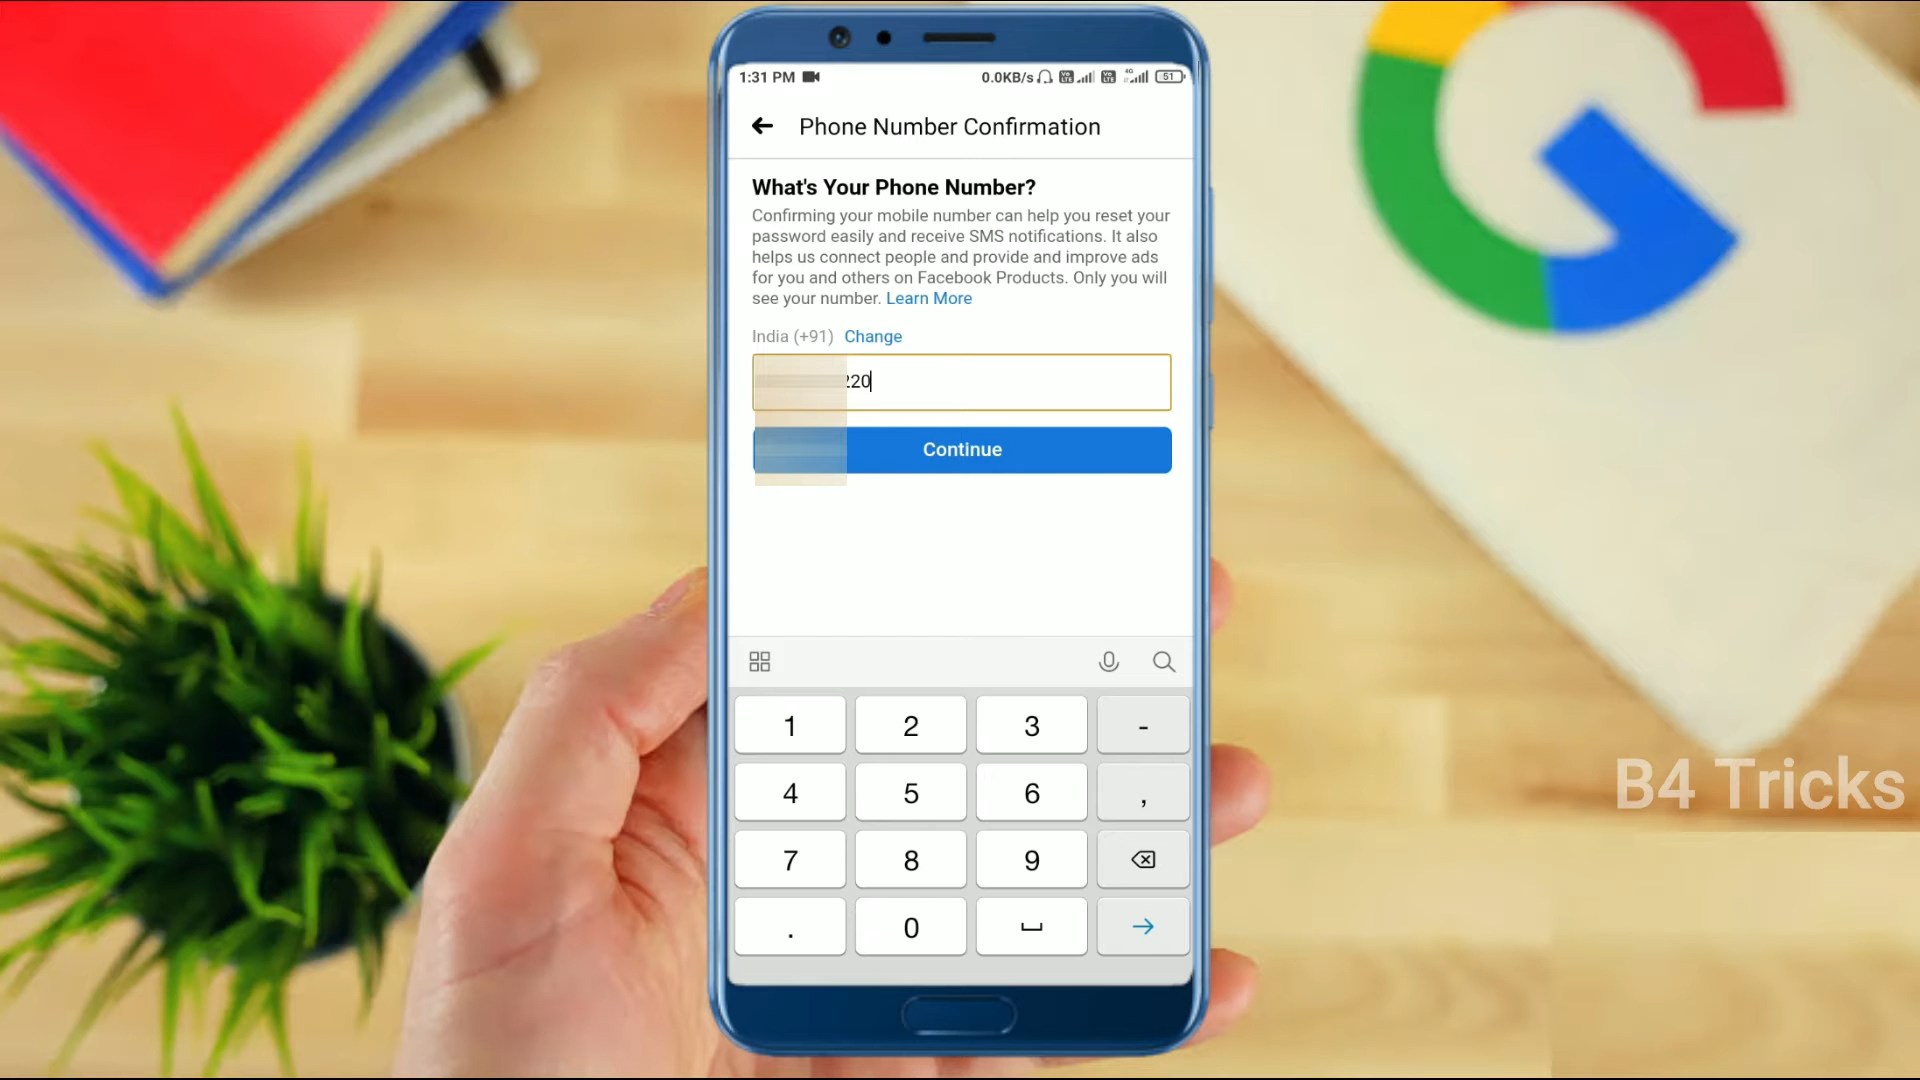 1:31 PM 0.0KB/s 4G 51
Phone Number Confirmation
What's Your Phone Number?
Confirming your mobile number can help you reset your
password easily and receive SMS notifications. It also
helps us connect people and provide and improve ads
for you and others on Facebook Products. Only you will
see your number. Learn More
India (+91) Change
220
Continue
1 2 3 -
4 5 6 ,
7 8 9
. 0
B4 Tricks